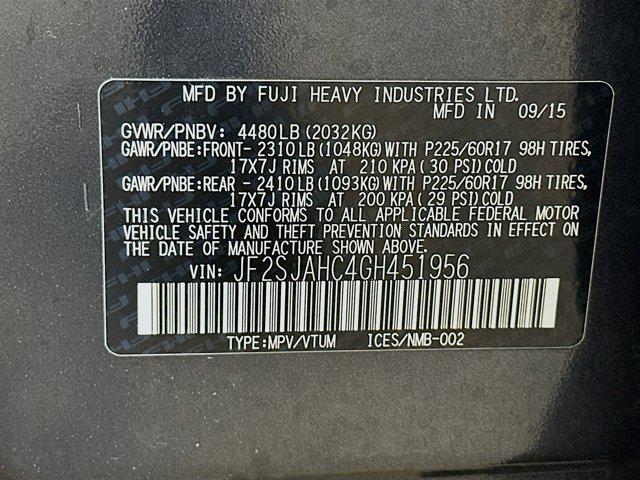 MFD BY FUJI HEAVY INDUSTRIES LTD.
MFD IN 09/15
GVWR/PNBV: 4480LB(2032KG)
GAWR/PNBE:FRONT-2310LB(1048KG)WITH P225/60R17 98H TIRES,
17X7J RIMS AT 210 KPA(30 PSI)COLD
GAWR/PNBE:REAR -2410LB(1093KG)WITH P225/60R17 98H TIRES,
17X7J RIMS AT 200 KPA(29 PSI)COLD
THIS VEHICLE CONFORMS TO ALL APPLICABLE FEDERAL MOTOR
VEHICLE SAFETY AND THEFT PREVENTION STANDARDS IN EFFECT
ON THE DATE OF MANUFACTURE SHOWN ABOVE.
VIN: JF2SJAHC4GH451956
TYPE:MPV/VTUM ICES/NMB-002